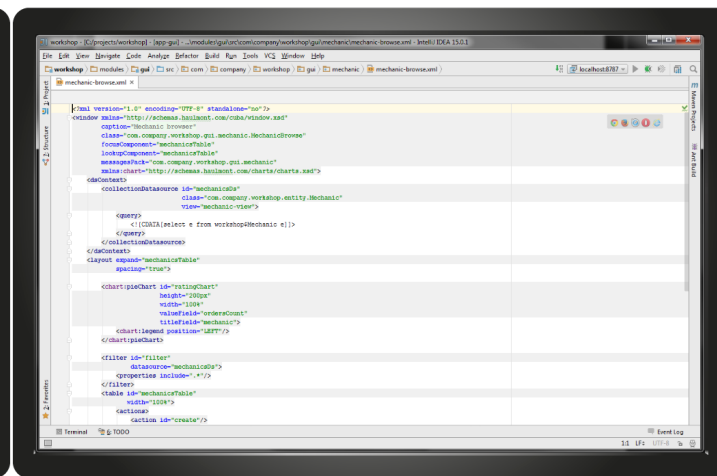 workshop - [C:/projects/workshop] - [app-gui] - ...\modules\gui\src\com\company\workshop\gui\mechanic\mechanic-browse.xml - IntelliJ IDEA 15.0.1
File Edit View Navigate Code Analyze Refactor Build Run Tools VCS Window Help
workshop modules gui src com company workshop gui mechanic mechanic-browse.xml localhost8787
mechanic-browse.xml
1: Project
Z: Structure
2: Favorites
<?xml version="1.0" encoding="UTF-8" standalone="no"?>
<window xmlns="http://schemas.haulmont.com/cuba/window.xsd"
caption="Mechanic browser"
class="com.company.workshop.gui.mechanic.MechanicBrowse"
focusComponent="mechanicsTable"
lookupComponent="mechanicsTable"
messagesPack="com.company.workshop.gui.mechanic"
xmlns:chart="http://schemas.haulmont.com/charts/charts.xsd">
<dsContext>
<collectionDatasource id="mechanicsDs"
class="com.company.workshop.entity.Mechanic"
view="mechanic-view">
<query>
<![CDATA[select e from workshop$Mechanic e]]>
</query>
</collectionDatasource>
</dsContext>
<layout expand="mechanicsTable"
spacing="true">
<chart:pieChart id="ratingChart"
height="200px"
width="100%"
valueField="ordersCount"
titleField="mechanic">
<chart:legend position="LEFT"/>
</chart:pieChart>
<filter id="filter"
datasource="mechanicsDs">
<properties include=".*"/>
</filter>
<table id="mechanicsTable"
width="100%">
<actions>
<action id="create"/>
Maven Projects
Ant Build
Terminal 6: TODO Event Log
1:1 LF÷ UTF-8